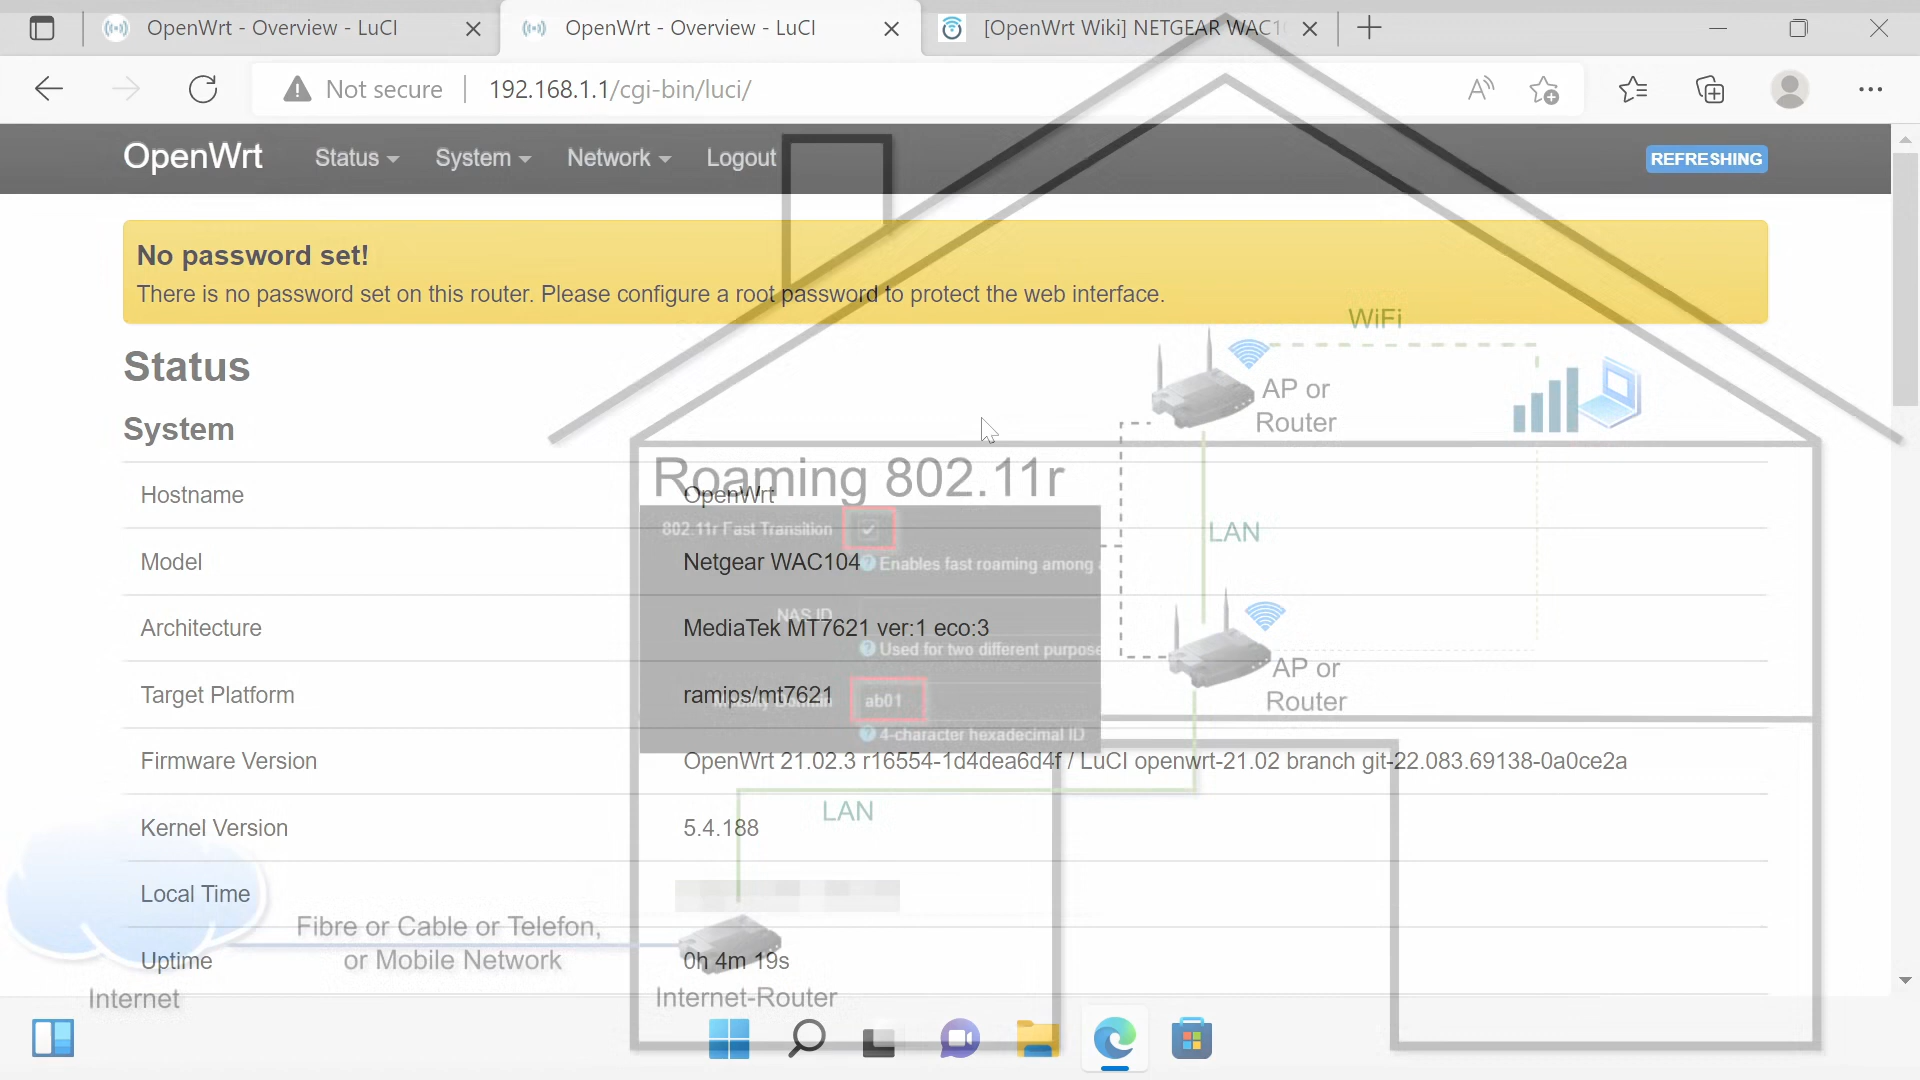 OpenWrt - Overview - LuCI
OpenWrt - Overview - LuCI
[OpenWrt Wiki] NETGEAR WAC10
Not secure
192.168.1.1/cgi-bin/luci/
OpenWrt
Status
System
Network
Logout
REFRESHING
No password set!
There is no password set on this router. Please configure a root password to protect the web interface.
WiFi
Status
AP or
Router
System
Roaming 802.11r
Hostname
OpenWrt
802.11r Fast Transition
LAN
Model
Netgear WAC104
Enables fast roaming among
NAS ID
Architecture
MediaTek MT7621 ver:1 eco:3
Used for two different purpose
AP or
Router
Target Platform
ramips/mt7621
Mobility Domain
ab01
4-character hexadecimal ID
Firmware Version
OpenWrt 21.02.3 r16554-1d4dea6d4f / LuCI openwrt-21.02 branch git-22.083.69138-0a0ce2a
LAN
Kernel Version
5.4.188
Local Time
Fibre or Cable or Telefon,
or Mobile Network
Uptime
0h 4m 19s
Internet
Internet-Router